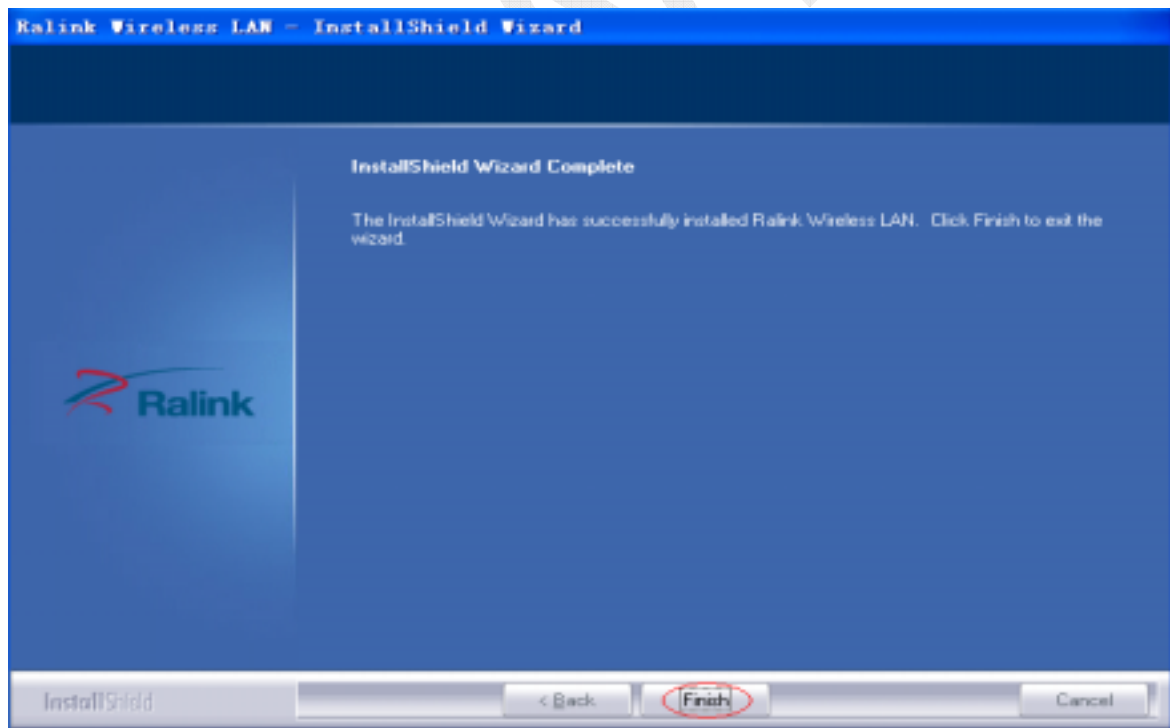 Ralink Wireless LAN - InstallShield Wizard
InstallShield Wizard Complete
The InstallShield Wizard has successfully installed Ralink Wireless LAN. Click Finish to exit the
wizard.
Ralink
InstallShield
< Back
Finish
Cancel